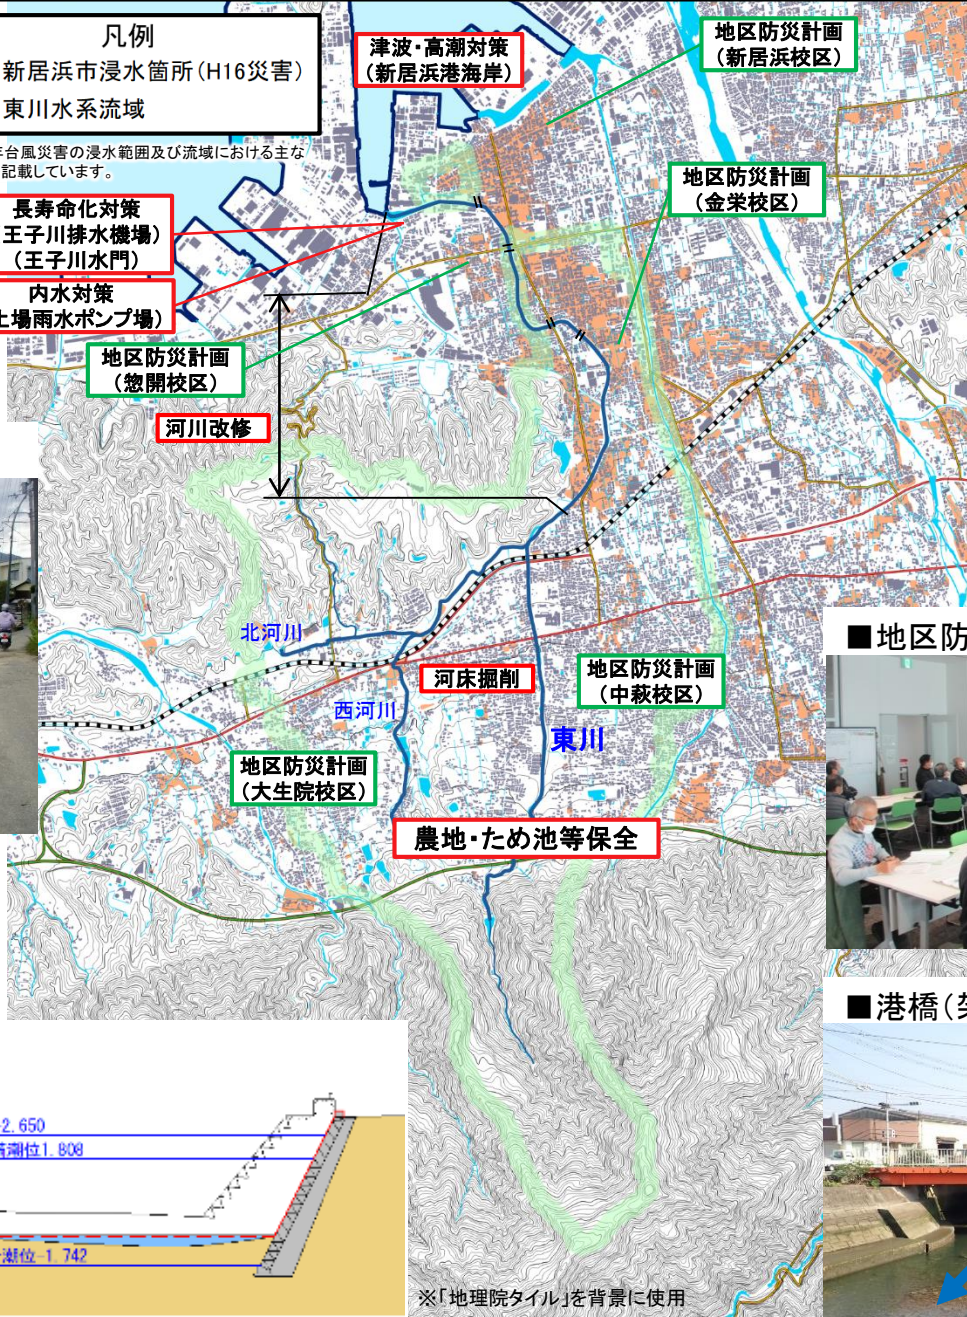 凡例
新居浜市浸水箇所(H16災害)
東川水系流域
年台風災害の浸水範囲及び流域における主な
記載しています。
津波・高潮対策
(新居浜港海岸)
地区防災計画
(新居浜校区)
地区防災計画
(金栄校区)
長寿命化対策
王子川排水機場)
(王子川水門)
内水対策
土場雨水ポンプ場)
地区防災計画
(惣開校区)
河川改修
北河川
西河川
河床掘削
地区防災計画
(中萩校区)
東川
地区防災計画
(大生院校区)
農地・ため池等保全
■地区防
■港橋(
2.650
満潮位1.808
潮位-1.742
※「地理院タイル」を背景に使用